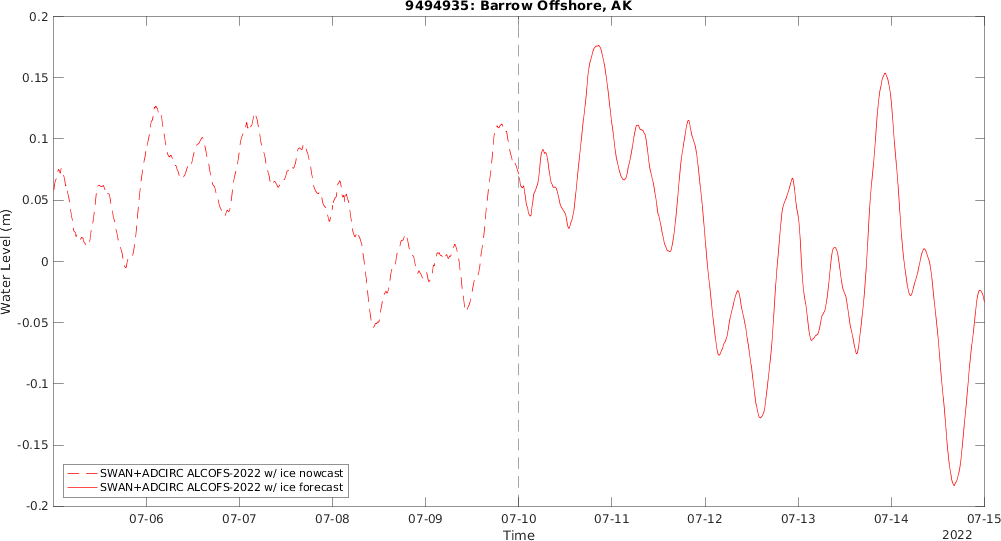 9494935: Barrow Offshore, AK
Water Level (m)
0.2
0.15
0.1
0.05
0
-0.05
-0.1
-0.15
-0.2
SWAN+ADCIRC ALCOFS-2022 w/ ice nowcast
SWAN+ADCIRC ALCOFS-2022 w/ ice forecast
07-06 07-07 07-08 07-09 07-10 07-11 07-12 07-13 07-14 07-15
Time
2022